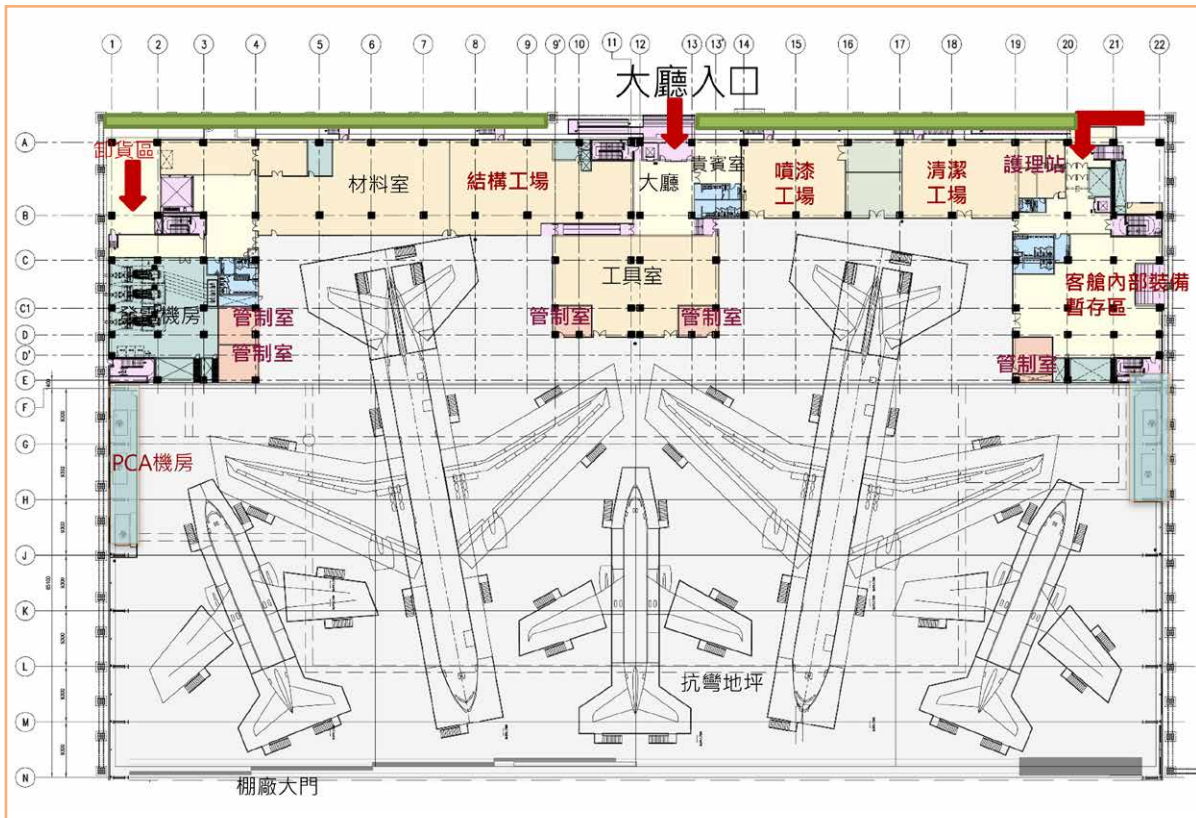 1 2 3 4 5 6 7 8 9 9' 10 11 12 13 13' 14 15 16 17 18 19 20 21 22
大廳入口
A
卸貨區
材料室
結構工場
大廳
貴賓室
噴漆
工場
清潔
工場
護理站
B
C
工具室
客艙內部裝備
暫存區
C1
發電機房
管制室
管制室
管制室
D
D'
管制室
管制室
E
F
G
PCA機房
H
J
K
L
抗彎地坪
M
N
棚廠大門